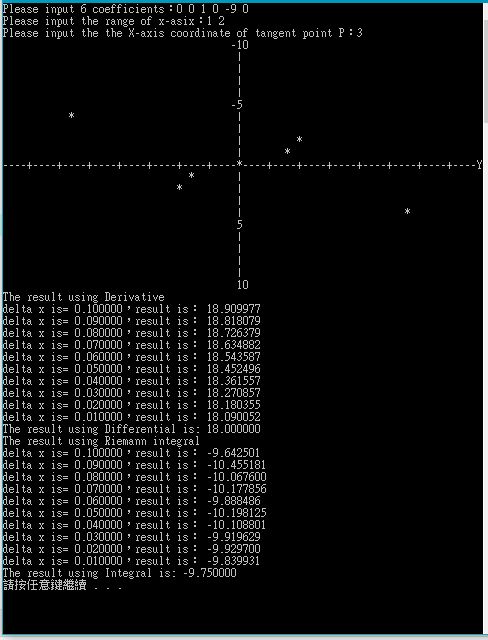 Please input 6 coefficients：0 0 1 0 -9 0
Please input the range of x-asix：1 2
Please input the the X-axis coordinate of tangent point P：3
-10
|
|
|
|
-5
|
*
|
|
* |
* |
----+----+----+----+----+----+----+----*----+----+----+----+----+----+----+----Y
* |
* |
|
|
* 
5
|
|
|
|
10
The result using Derivative
delta x is= 0.100000，result is： 18.909977
delta x is= 0.090000，result is： 18.818079
delta x is= 0.080000，result is： 18.726379
delta x is= 0.070000，result is： 18.634882
delta x is= 0.060000，result is： 18.543587
delta x is= 0.050000，result is： 18.452496
delta x is= 0.040000，result is： 18.361557
delta x is= 0.030000，result is： 18.270857
delta x is= 0.020000，result is： 18.180355
delta x is= 0.010000，result is： 18.090052
The result using Differential is: 18.000000
The result using Riemann integral
delta x is= 0.100000，result is： -9.642501
delta x is= 0.090000，result is： -10.455181
delta x is= 0.080000，result is： -10.067600
delta x is= 0.070000，result is： -10.177856
delta x is= 0.060000，result is： -9.888486
delta x is= 0.050000，result is： -10.198125
delta x is= 0.040000，result is： -10.108801
delta x is= 0.030000，result is： -9.919629
delta x is= 0.020000，result is： -9.929700
delta x is= 0.010000，result is： -9.839931
The result using Integral is: -9.750000
請按任意鍵繼續 . . .